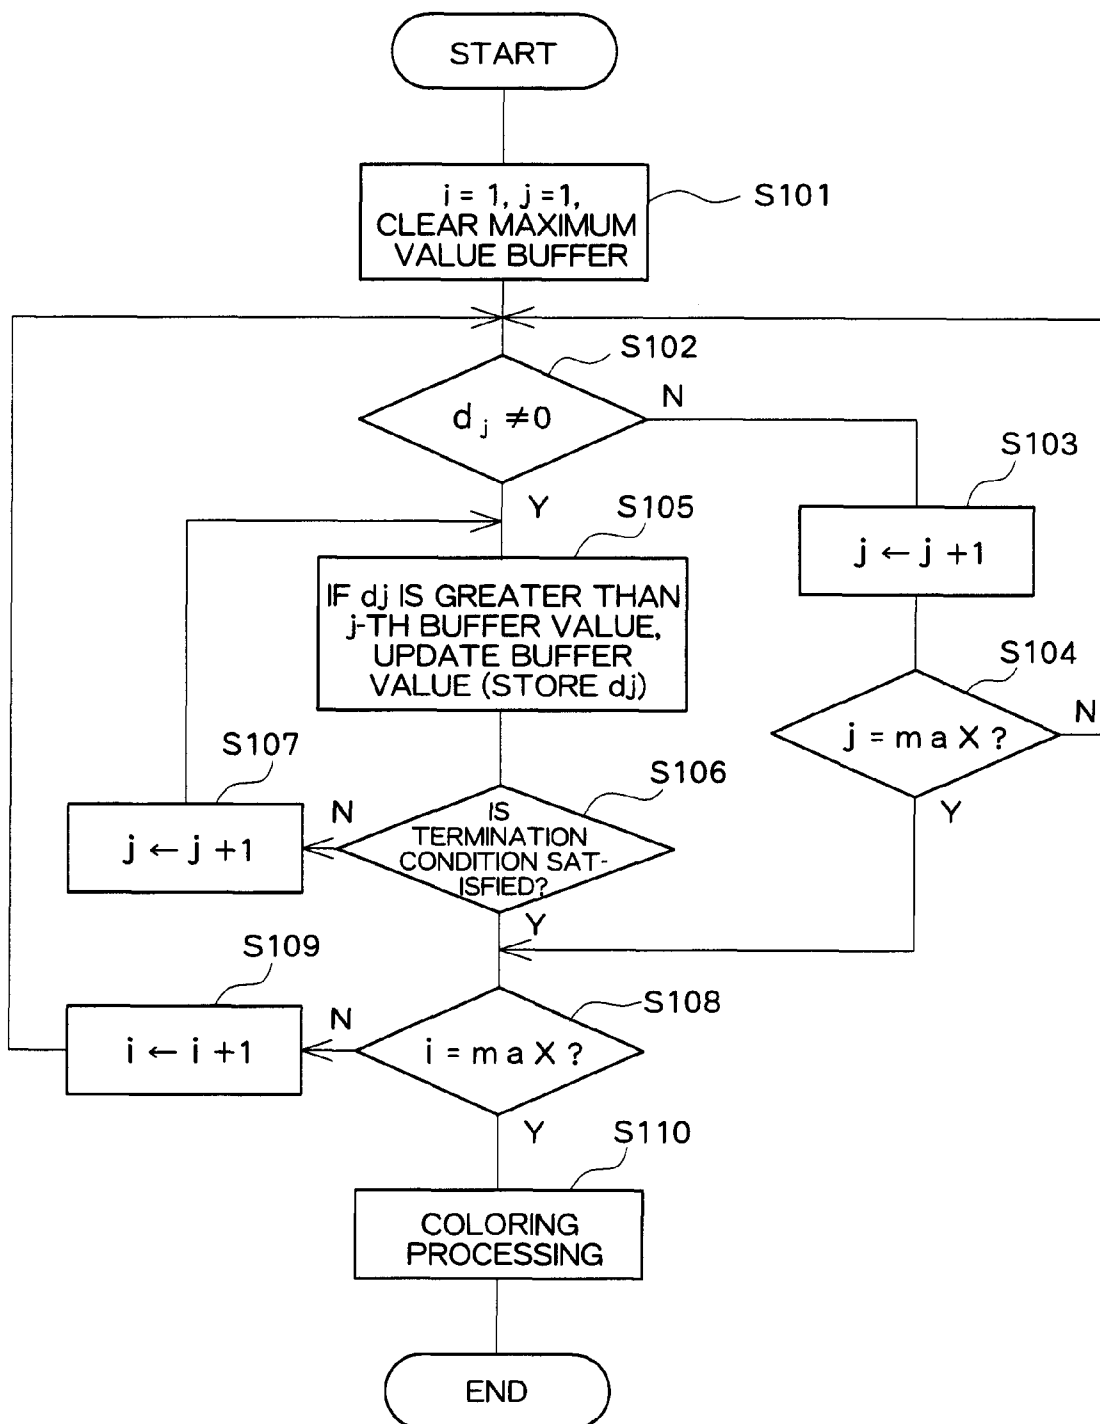 START
i = 1, j =1,
CLEAR MAXIMUM
VALUE BUFFER
S101
S102
d j ≠0
N
Y
S103
j ← j +1
S105
IF dj IS GREATER THAN
j-TH BUFFER VALUE,
UPDATE BUFFER
VALUE (STORE dj)
S104
j = m a X ?
N
Y
S107
j ← j +1
N
S106
IS
TERMINATION
CONDITION SAT-
ISFIED?
Y
S109
i ← i +1
N
S108
i = m a X ?
Y
S110
COLORING
PROCESSING
END